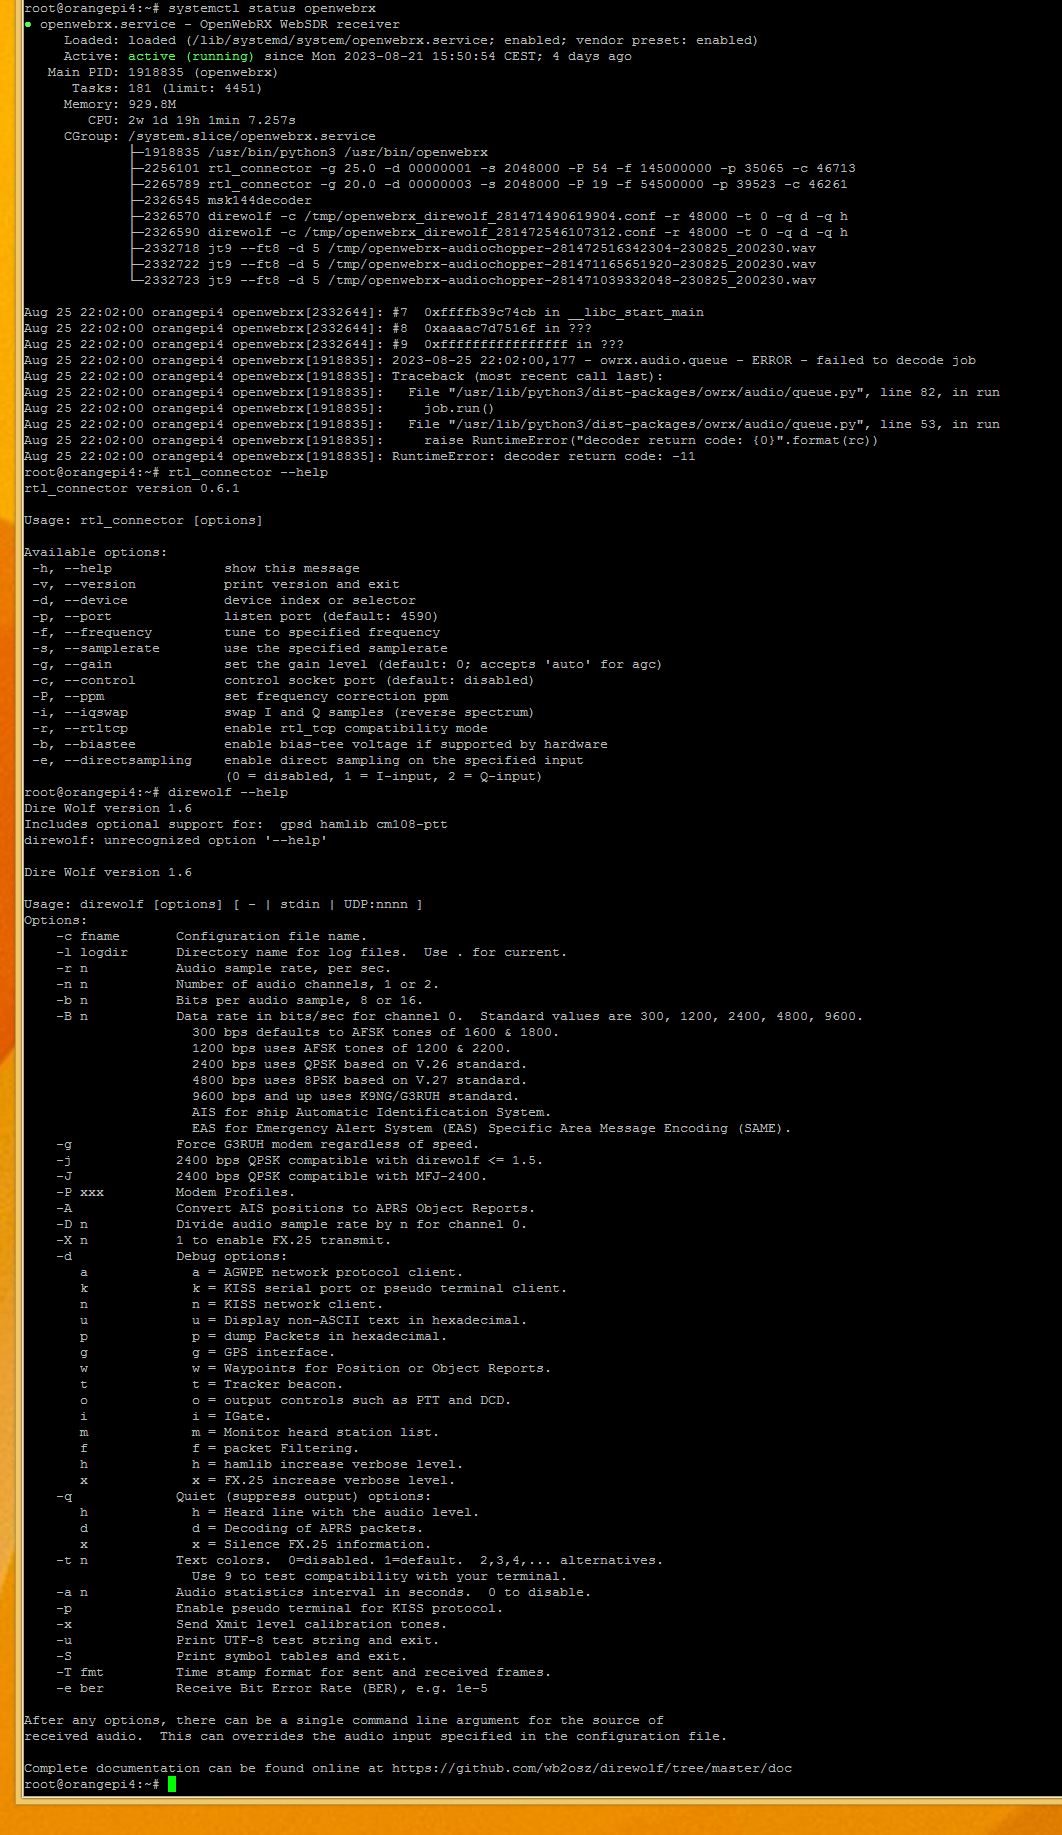 root@orangepi4:~# systemctl status openwebrx
● openwebrx.service - OpenWebRX WebSDR receiver
     Loaded: loaded (/lib/systemd/system/openwebrx.service; enabled; vendor preset: enabled)
     Active: active (running) since Mon 2023-08-21 15:50:54 CEST; 4 days ago
   Main PID: 1918835 (openwebrx)
      Tasks: 181 (limit: 4451)
     Memory: 929.8M
        CPU: 2w 1d 19h 1min 7.257s
     CGroup: /system.slice/openwebrx.service
             ├─1918835 /usr/bin/python3 /usr/bin/openwebrx
             ├─2256101 rtl_connector -g 25.0 -d 00000001 -s 2048000 -P 54 -f 145000000 -p 35065 -c 46713
             ├─2265789 rtl_connector -g 20.0 -d 00000003 -s 2048000 -P 19 -f 54500000 -p 39523 -c 46261
             ├─2326545 msk144decoder
             ├─2326570 direwolf -c /tmp/openwebrx_direwolf_281471490619904.conf -r 48000 -t 0 -q d -q h
             ├─2326590 direwolf -c /tmp/openwebrx_direwolf_281472546107312.conf -r 48000 -t 0 -q d -q h
             ├─2332718 jt9 --ft8 -d 5 /tmp/openwebrx-audiochopper-281472516342304-230825_200230.wav
             ├─2332722 jt9 --ft8 -d 5 /tmp/openwebrx-audiochopper-281471165651920-230825_200230.wav
             └─2332723 jt9 --ft8 -d 5 /tmp/openwebrx-audiochopper-281471039332048-230825_200230.wav

Aug 25 22:02:00 orangepi4 openwebrx[2332644]: #7  0xffffb39c74cb in __libc_start_main
Aug 25 22:02:00 orangepi4 openwebrx[2332644]: #8  0xaaaac7d7516f in ???
Aug 25 22:02:00 orangepi4 openwebrx[2332644]: #9  0xffffffffffffffff in ???
Aug 25 22:02:00 orangepi4 openwebrx[1918835]: 2023-08-25 22:02:00,177 - owrx.audio.queue - ERROR - failed to decode job
Aug 25 22:02:00 orangepi4 openwebrx[1918835]: Traceback (most recent call last):
Aug 25 22:02:00 orangepi4 openwebrx[1918835]:   File "/usr/lib/python3/dist-packages/owrx/audio/queue.py", line 82, in run
Aug 25 22:02:00 orangepi4 openwebrx[1918835]:     job.run()
Aug 25 22:02:00 orangepi4 openwebrx[1918835]:   File "/usr/lib/python3/dist-packages/owrx/audio/queue.py", line 53, in run
Aug 25 22:02:00 orangepi4 openwebrx[1918835]:     raise RuntimeError("decoder return code: {0}".format(rc))
Aug 25 22:02:00 orangepi4 openwebrx[1918835]: RuntimeError: decoder return code: -11
root@orangepi4:~# rtl_connector --help
rtl_connector version 0.6.1

Usage: rtl_connector [options]

Available options:
 -h, --help              show this message
 -v, --version           print version and exit
 -d, --device            device index or selector
 -p, --port              listen port (default: 4590)
 -f, --frequency         tune to specified frequency
 -s, --samplerate        use the specified samplerate
 -g, --gain              set the gain level (default: 0; accepts 'auto' for agc)
 -c, --control           control socket port (default: disabled)
 -P, --ppm               set frequency correction ppm
 -i, --iqswap            swap I and Q samples (reverse spectrum)
 -r, --rtltcp            enable rtl_tcp compatibility mode
 -b, --biastee           enable bias-tee voltage if supported by hardware
 -e, --directsampling    enable direct sampling on the specified input
                         (0 = disabled, 1 = I-input, 2 = Q-input)
root@orangepi4:~# direwolf --help
Dire Wolf version 1.6
Includes optional support for:  gpsd hamlib cm108-ptt
direwolf: unrecognized option '--help'

Dire Wolf version 1.6

Usage: direwolf [options] [ - | stdin | UDP:nnnn ]
Options:
    -c fname       Configuration file name.
    -l logdir      Directory name for log files.  Use . for current.
    -r n           Audio sample rate, per sec.
    -n n           Number of audio channels, 1 or 2.
    -b n           Bits per audio sample, 8 or 16.
    -B n           Data rate in bits/sec for channel 0.  Standard values are 300, 1200, 2400, 4800, 9600.
                     300 bps defaults to AFSK tones of 1600 & 1800.
                     1200 bps uses AFSK tones of 1200 & 2200.
                     2400 bps uses QPSK based on V.26 standard.
                     4800 bps uses 8PSK based on V.27 standard.
                     9600 bps and up uses K9NG/G3RUH standard.
                     AIS for ship Automatic Identification System.
                     EAS for Emergency Alert System (EAS) Specific Area Message Encoding (SAME).
    -g             Force G3RUH modem regardless of speed.
    -j             2400 bps QPSK compatible with direwolf <= 1.5.
    -J             2400 bps QPSK compatible with MFJ-2400.
    -P xxx         Modem Profiles.
    -A             Convert AIS positions to APRS Object Reports.
    -D n           Divide audio sample rate by n for channel 0.
    -X n           1 to enable FX.25 transmit.
    -d             Debug options:
       a             a = AGWPE network protocol client.
       k             k = KISS serial port or pseudo terminal client.
       n             n = KISS network client.
       u             u = Display non-ASCII text in hexadecimal.
       p             p = dump Packets in hexadecimal.
       g             g = GPS interface.
       w             w = Waypoints for Position or Object Reports.
       t             t = Tracker beacon.
       o             o = output controls such as PTT and DCD.
       i             i = IGate.
       m             m = Monitor heard station list.
       f             f = packet Filtering.
       h             h = hamlib increase verbose level.
       x             x = FX.25 increase verbose level.
    -q             Quiet (suppress output) options:
       h             h = Heard line with the audio level.
       d             d = Decoding of APRS packets.
       x             x = Silence FX.25 information.
    -t n           Text colors.  0=disabled. 1=default.  2,3,4,... alternatives.
                     Use 9 to test compatibility with your terminal.
    -a n           Audio statistics interval in seconds.  0 to disable.
    -p             Enable pseudo terminal for KISS protocol.
    -x             Send Xmit level calibration tones.
    -u             Print UTF-8 test string and exit.
    -S             Print symbol tables and exit.
    -T fmt         Time stamp format for sent and received frames.
    -e ber         Receive Bit Error Rate (BER), e.g. 1e-5

After any options, there can be a single command line argument for the source of
received audio.  This can overrides the audio input specified in the configuration file.

Complete documentation can be found online at https://github.com/wb2osz/direwolf/tree/master/doc
root@orangepi4:~#